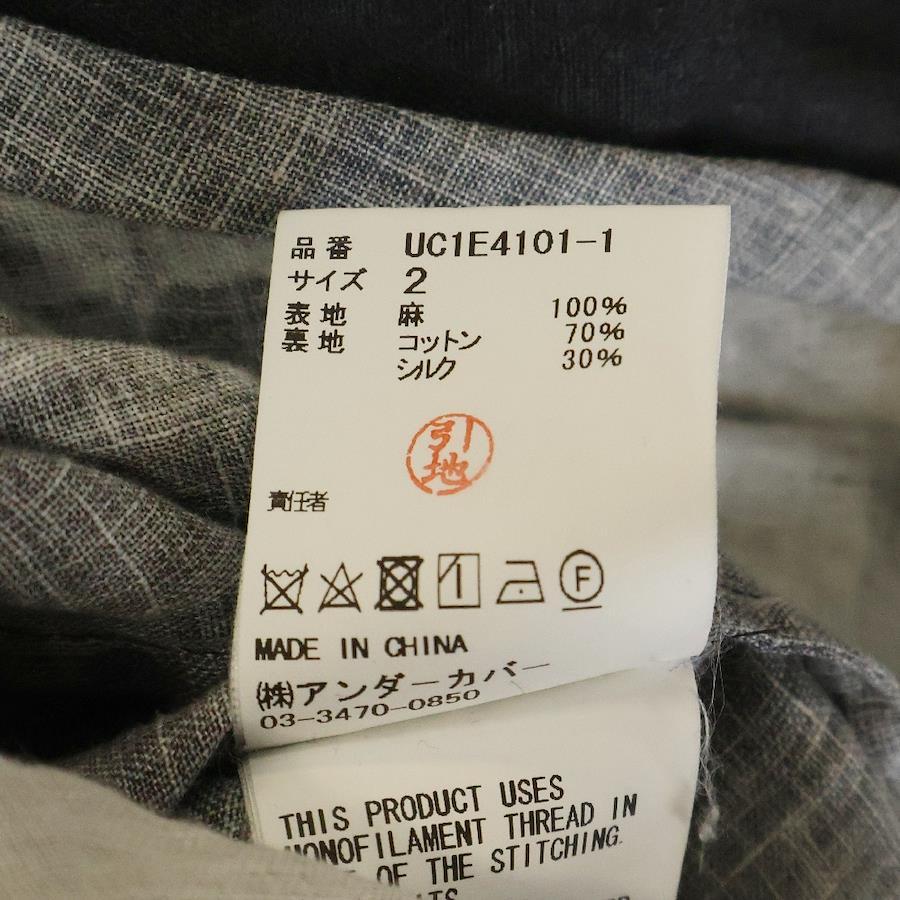 品番 UC1E4101-1
サイズ 2
表地 麻 100%
裏地 コットン 70%
シルク 30%
引地
責任者
F
MADE IN CHINA
(株)アンダーカバー
03-3470-0850
THIS PRODUCT USES
MONOFILAMENT THREAD IN
OF THE STITCHING.